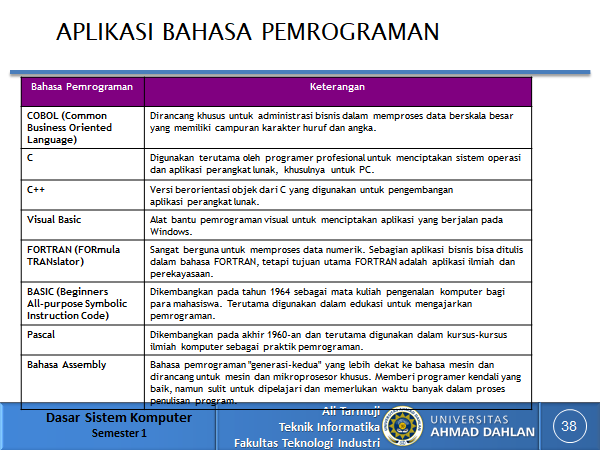 APLIKASI BAHASA PEMROGRAMAN
Bahasa Pemrograman
Keterangan
COBOL (Common
Business Oriented
Language)
Dirancang khusus untuk administrasi bisnis dalam memproses data berskala besar
yang memiliki campuran karakter huruf dan angka.
C
Digunakan terutama oleh programer profesional untuk menciptakan sistem operasi
dan aplikasi perangkat lunak, khusulnya untuk PC.
C++
Versi berorientasi objek dari C yang digunakan untuk pengembangan
aplikasi perangkat lunak.
Visual Basic
Alat bantu pemrograman visual untuk menciptakan aplikasi yang berjalan pada
Windows.
FORTRAN (FORmula
TRANslator)
Sangat berguna untuk memproses data numerik. Sebagian aplikasi bisnis bisa ditulis
dalam bahasa FORTRAN, tetapi tujuan utama FORTRAN adalah aplikasi ilmiah dan
perekayasaan.
BASIC (Beginners
All-purpose Symbolic
Instruction Code)
Dikembangkan pada tahun 1964 sebagai mata kuliah pengenalan komputer bagi
para mahasiswa. Terutama digunakan dalam edukasi untuk mengajarkan
pemrograman.
Pascal
Dikembangkan pada akhir 1960-an dan terutama digunakan dalam kursus-kursus
ilmiah komputer sebagai praktik pemrograman.
Bahasa Assembly
Bahasa pemrograman "generasi-kedua" yang lebih dekat ke bahasa mesin dan
dirancang untuk mesin dan mikroprosesor khusus. Memberi programer kendali yang
baik, namun sulit untuk dipelajari dan memerlukan waktu banyak dalam proses
penulisan program.
Dasar Sistem Komputer
Semester 1
Ali Tarmuji
Teknik Informatika
Fakultas Teknologi Industri
UNIVERSITAS
AHMAD DAHLAN
38